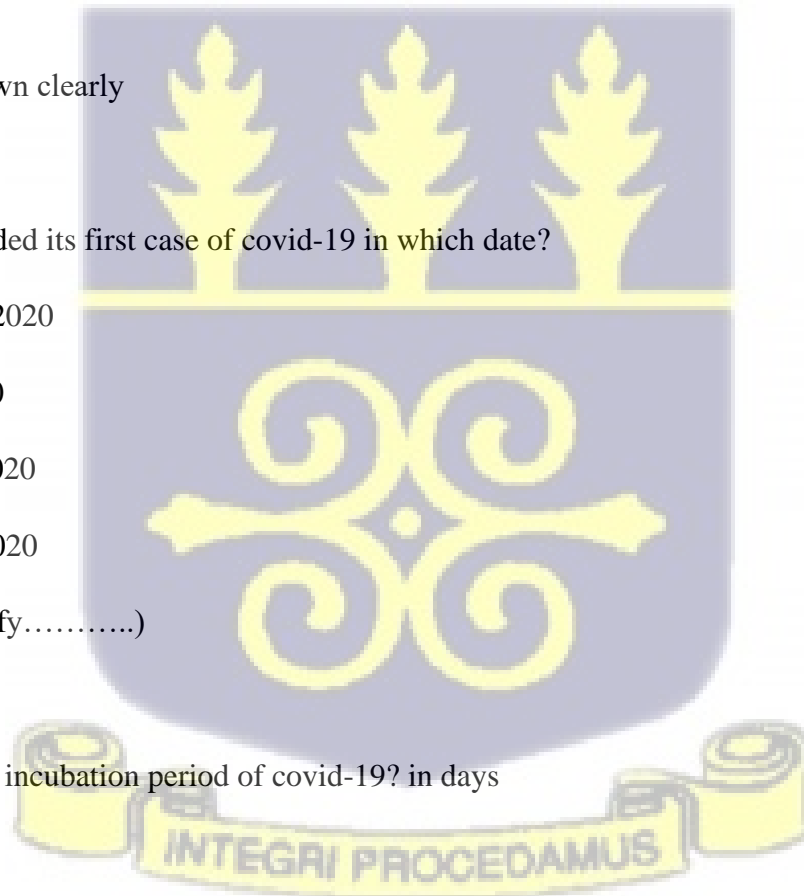 wn clearly
ded its first case of covid-19 in which date?
2020
0
020
020
fy………..)
incubation period of covid-19? in days
INTEGRI PROCEDAMUS